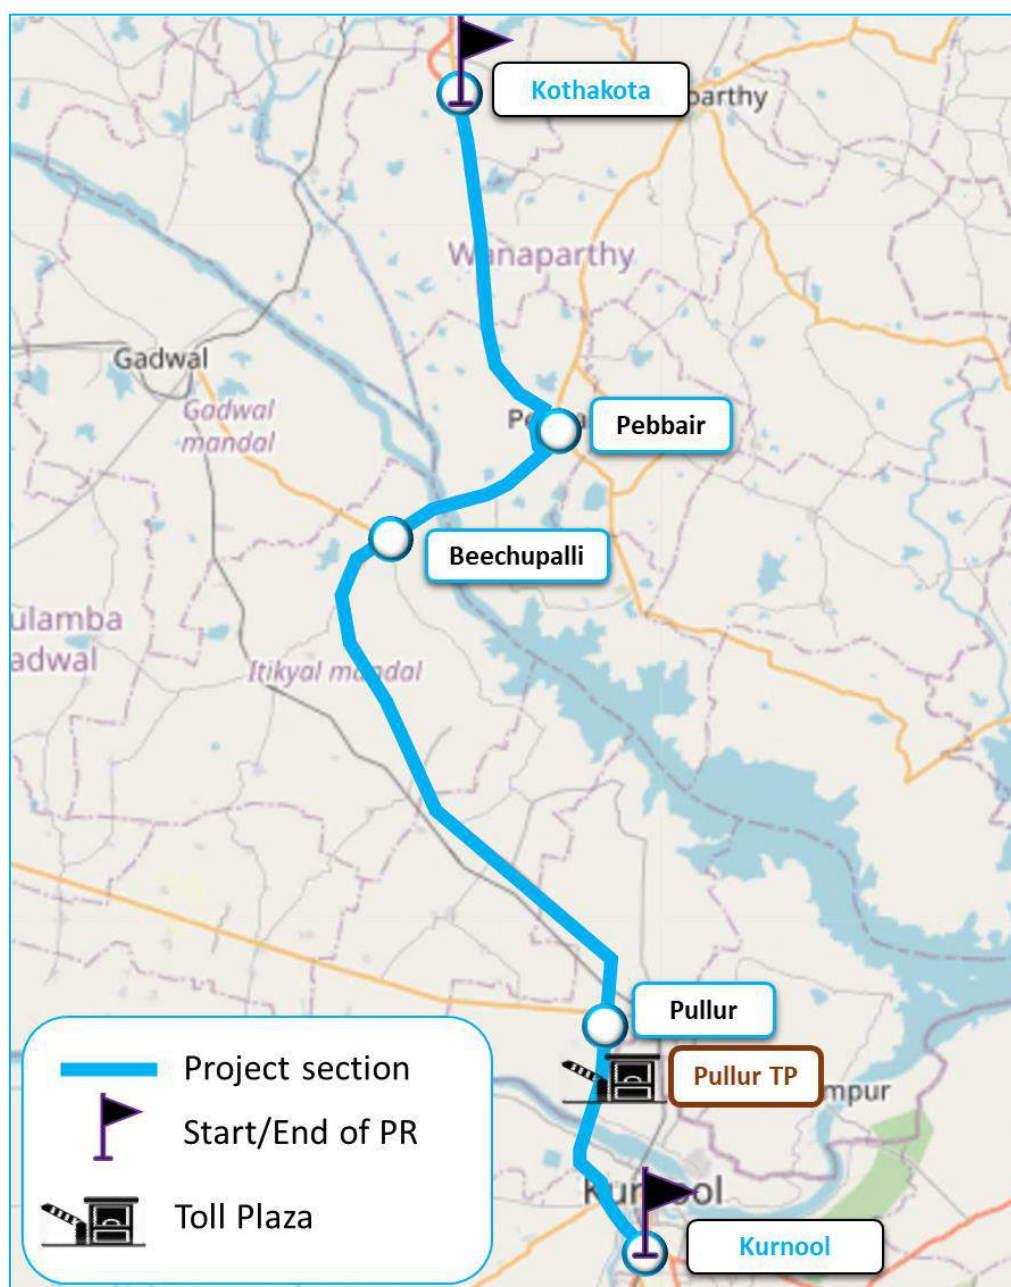 Kothakota
parthy
Wanaparthy
Gadwal
Gadwal
mandal
Pebbair
Beechupalli
ulamba
adwal
Itikyal mandal
Pullur
Pullur TP
mpur
Project section
Start/End of PR
Toll Plaza
Kurnool